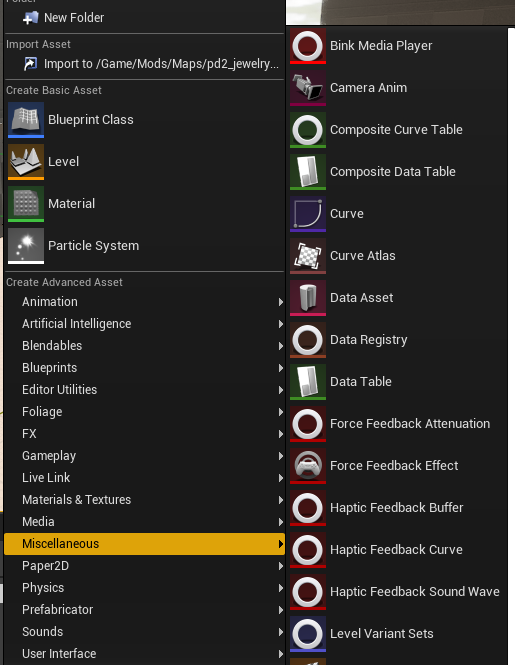 Folder
New Folder
Import Asset
Import to /Game/Mods/Maps/pd2_jewelry...
Create Basic Asset
Blueprint Class
Level
Material
Particle System
Create Advanced Asset
Animation
Artificial Intelligence
Blendables
Blueprints
Editor Utilities
Foliage
FX
Gameplay
Live Link
Materials & Textures
Media
Miscellaneous
Paper2D
Physics
Prefabricator
Sounds
User Interface
Bink Media Player
Camera Anim
Composite Curve Table
Composite Data Table
Curve
Curve Atlas
Data Asset
Data Registry
Data Table
Force Feedback Attenuation
Force Feedback Effect
Haptic Feedback Buffer
Haptic Feedback Curve
Haptic Feedback Sound Wave
Level Variant Sets